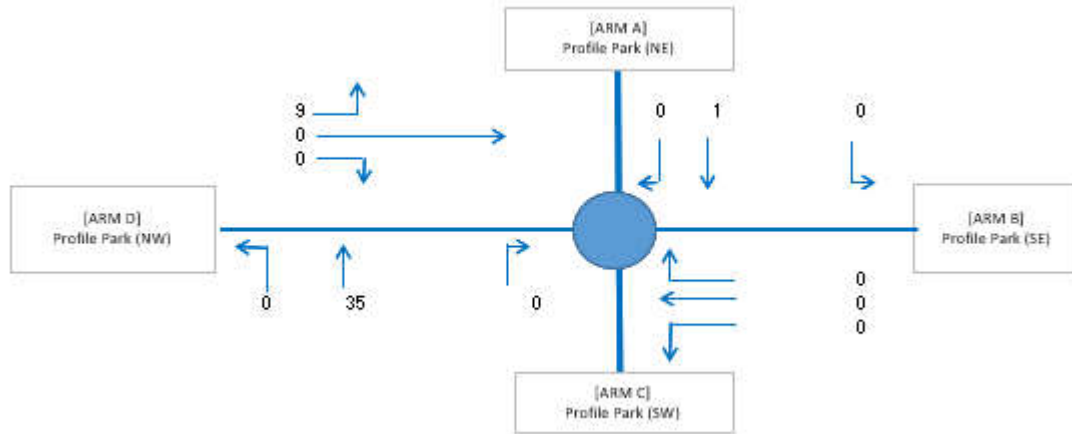 [ARM A]
Profile Park (NE)
9
0 1 0
0
0
[ARM D]
Profile Park (NW)
[ARM B]
Profile Park (SE)
0 35 0
0
0
0
[ARM C]
Profile Park (SW)